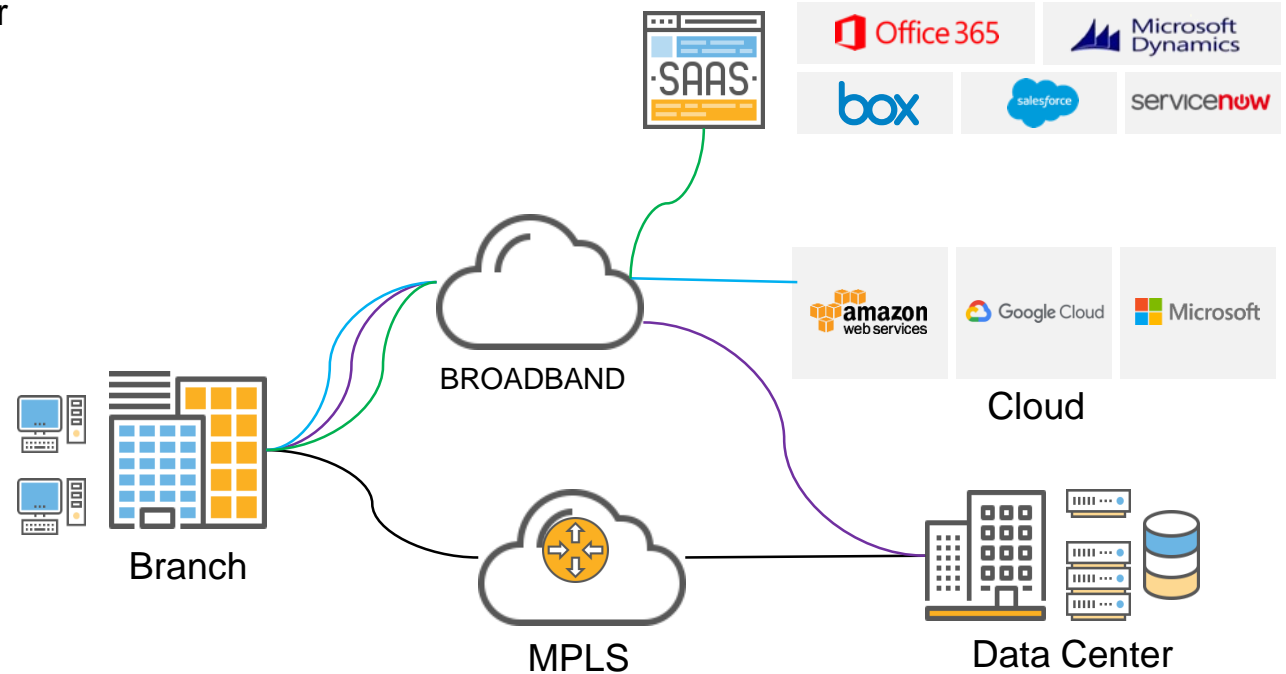 r
SAAS
Office 365
Microsoft
Dynamics
box
salesforce
servicenow
BROADBAND
amazon
web services
Google Cloud
Microsoft
Cloud
Branch
MPLS
Data Center